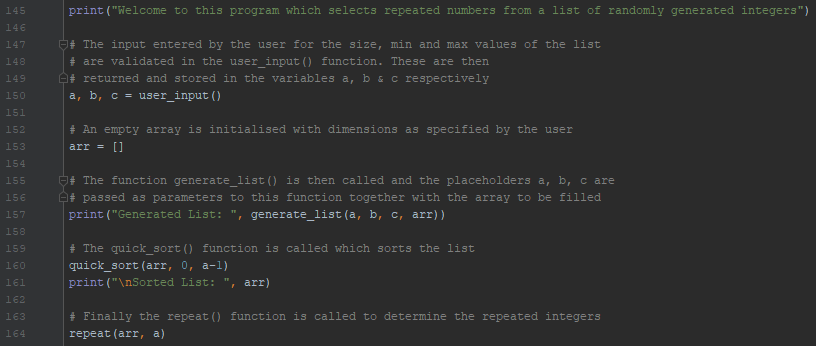 145 print("Welcome to this program which selects repeated numbers from a list of randomly generated integers")
146
147 # The input entered by the user for the size, min and max values of the list
148 # are validated in the user_input() function. These are then
149 # returned and stored in the variables a, b & c respectively
150 a, b, c = user_input()
151
152 # An empty array is initialised with dimensions as specified by the user
153 arr = []
154
155 # The function generate_list() is then called and the placeholders a, b, c are
156 # passed as parameters to this function together with the array to be filled
157 print("Generated List: ", generate_list(a, b, c, arr))
158
159 # The quick_sort() function is called which sorts the list
160 quick_sort(arr, 0, a-1)
161 print("\nSorted List: ", arr)
162
163 # Finally the repeat() function is called to determine the repeated integers
164 repeat(arr, a)